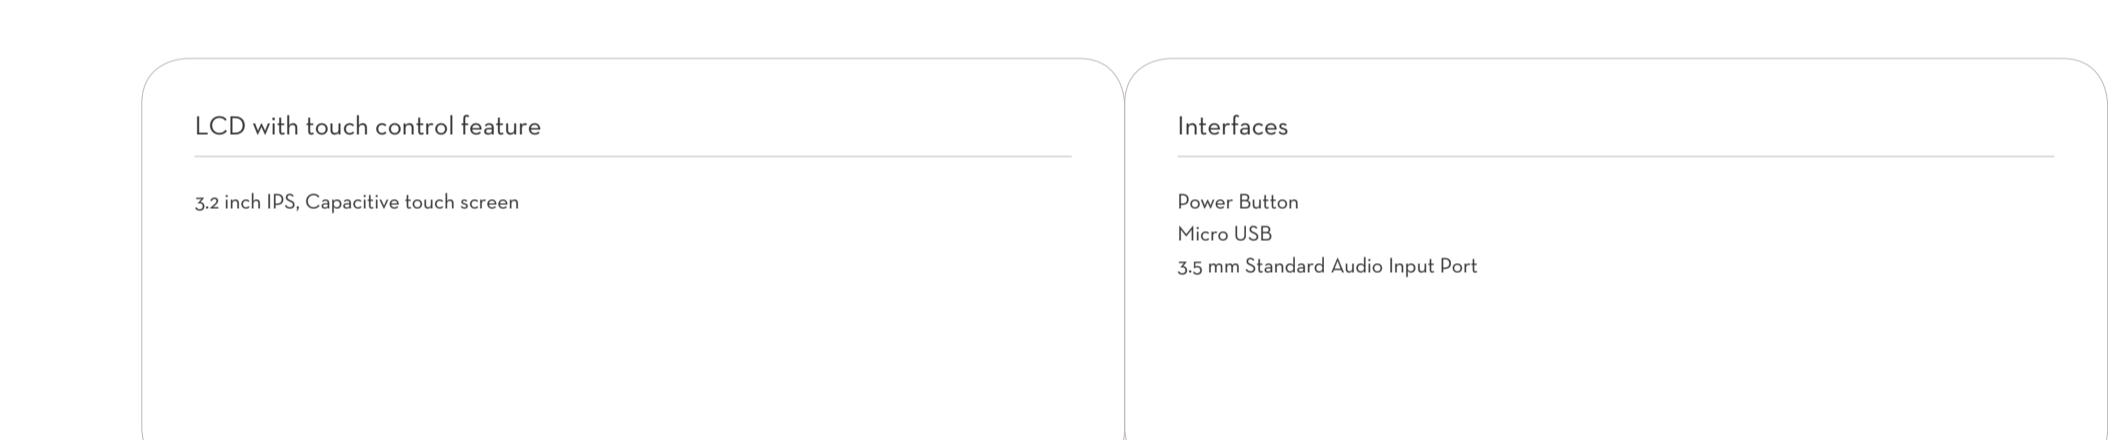 LCD with touch control feature
3.2 inch IPS, Capacitive touch screen
Interfaces
Power Button
Micro USB
3.5 mm Standard Audio Input Port